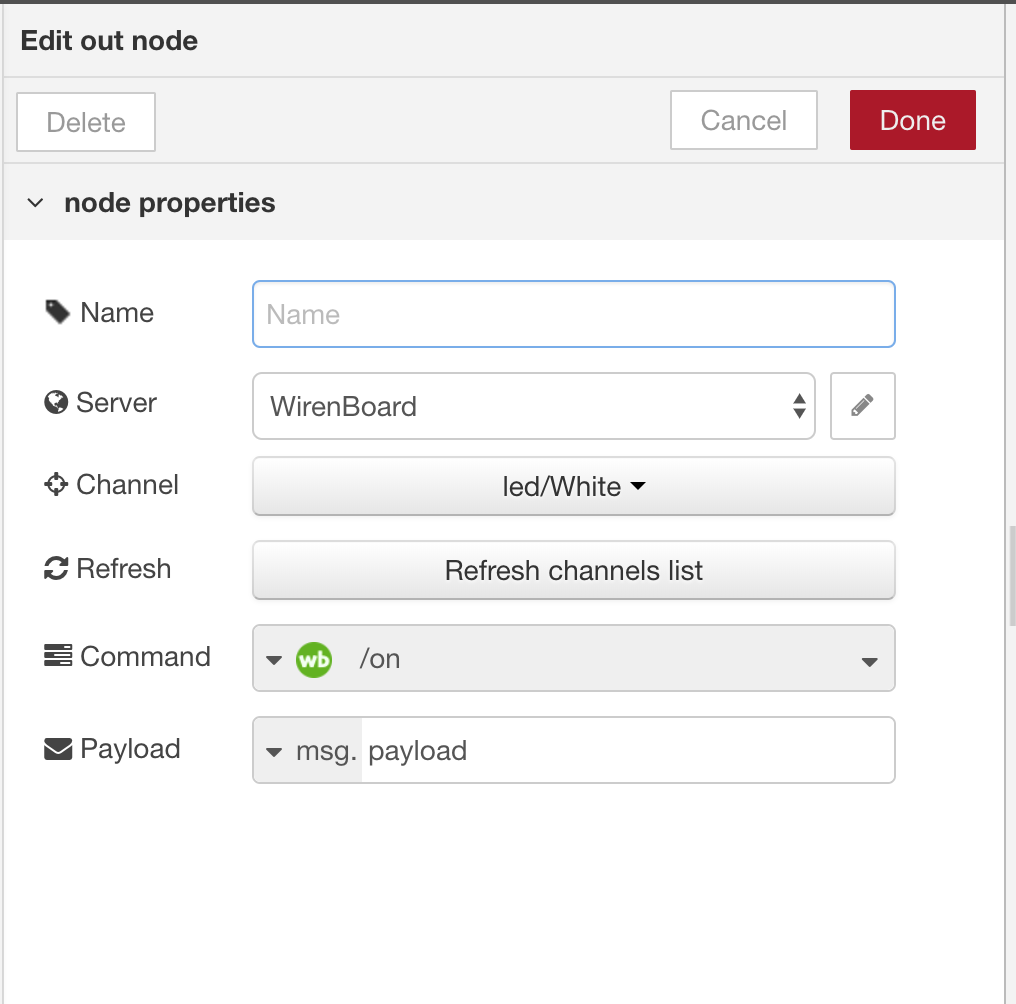 Edit out node
Delete
Cancel
Done
node properties
Name
Name
Server
WirenBoard
Channel
led/White
Refresh
Refresh channels list
Command
wb /on
Payload
msg. payload